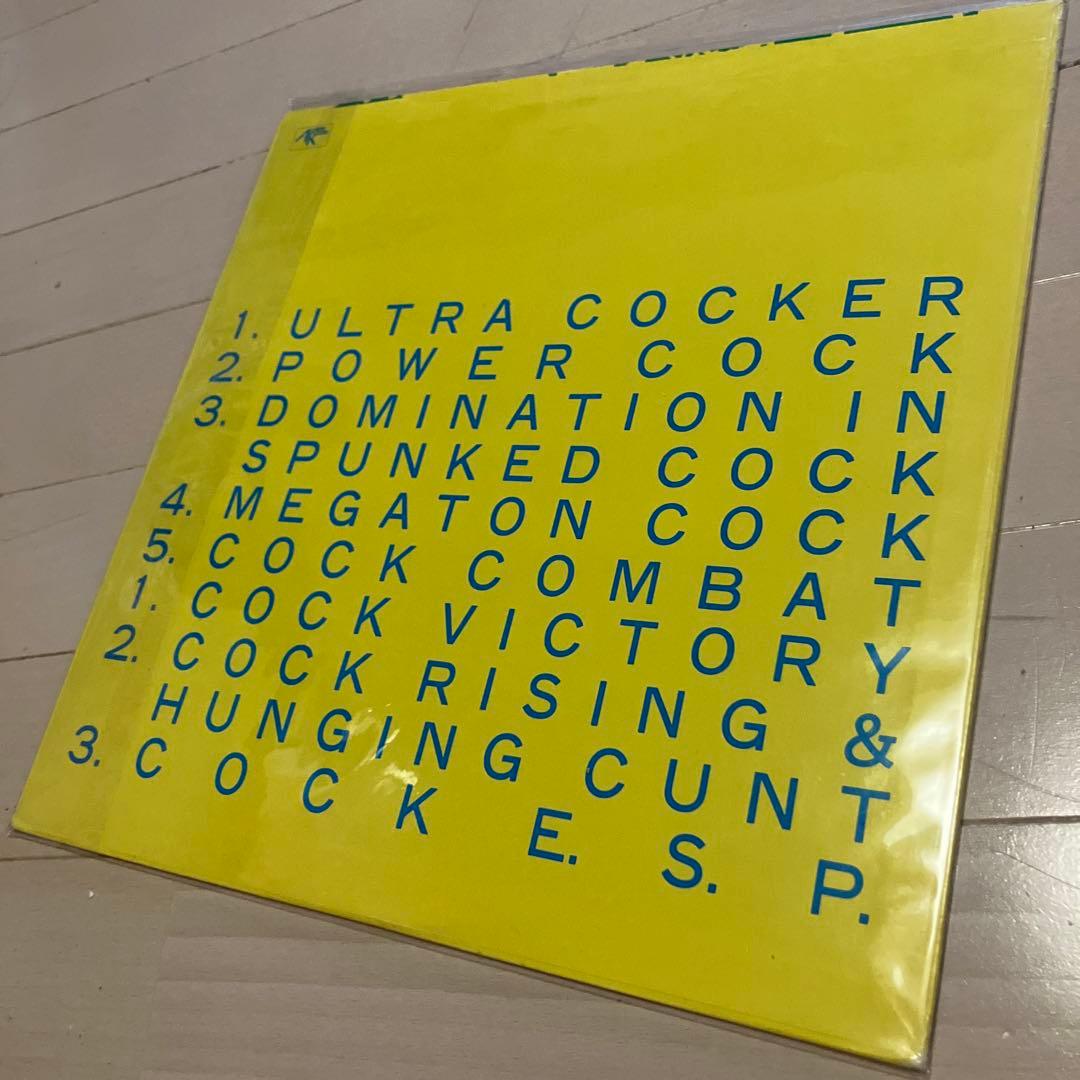 1. ULTRA COCKER
2. POWER COCK
3. DOMINATION IN
SPUNKED COCK
4. MEGATON COCK
5. COCK COMBAT
1. COCK VICTORY
2. COCK RISING &
HUNGING CUNT
3. COCK E. S. P.